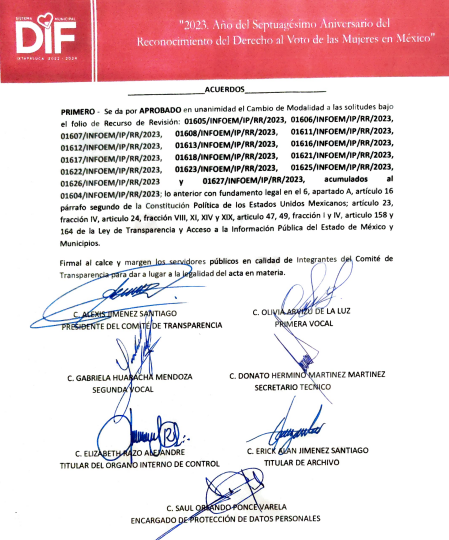 SISTEMA MUNICIPAL
DIF
IXTAPALUCA 2022 - 2024
"2023. Año del Septuagésimo Aniversario del
Reconocimiento del Derecho al Voto de las Mujeres en México"
ACUERDOS
PRIMERO - Se da por APROBADO en unanimidad el Cambio de Modalidad a las solitudes bajo
el folio de Recurso de Revisión: 01605/INFOEM/IP/RR/2023, 01606/INFOEM/IP/RR/2023,
01607/INFOEM/IP/RR/2023, 01608/INFOEM/IP/RR/2023, 01611/INFOEM/IP/RR/2023,
01612/INFOEM/IP/RR/2023, 01613/INFOEM/IP/RR/2023, 01616/INFOEM/IP/RR/2023,
01617/INFOEM/IP/RR/2023, 01618/INFOEM/IP/RR/2023, 01621/INFOEM/IP/RR/2023,
01622/INFOEM/IP/RR/2023, 01623/INFOEM/IP/RR/2023, 01625/INFOEM/IP/RR/2023,
01626/INFOEM/IP/RR/2023 y 01627/INFOEM/IP/RR/2023, acumulados al
01604/INFOEM/IP/RR/2023; lo anterior con fundamento legal en el 6, apartado A, artículo 16
párrafo segundo de la Constitución Política de los Estados Unidos Mexicanos; artículo 23,
fracción IV, articulo 24, fracción VIII, XI, XIV y XIX, artículo 47, 49, fracción I y IV, articulo 158 y
164 de la Ley de Transparencia y Acceso a la Información Pública del Estado de México y
Municipios.
Firmal al calce y margen los servidores públicos en calidad de Integrantes del Comité de
Transparencia para dar a lugar a la legalidad del acta en materia.
C. ALEXIS JIMENEZ SANTIAGO
PRESIDENTE DEL COMITÉ DE TRANSPARENCIA
C. OLIVIA ARVIZU DE LA LUZ
PRIMERA VOCAL
C. GABRIELA HUARACHA MENDOZA
SEGUNDA VOCAL
C. DONATO HERMINO MARTINEZ MARTINEZ
SECRETARIO TECNICO
C. ELIZABETH RAZO ALEJANDRE
TITULAR DEL ORGANO INTERNO DE CONTROL
C. ERICK ALAN JIMENEZ SANTIAGO
TITULAR DE ARCHIVO
C. SAUL ORLANDO PONCE VARELA
ENCARGADO DE PROTECCIÓN DE DATOS PERSONALES